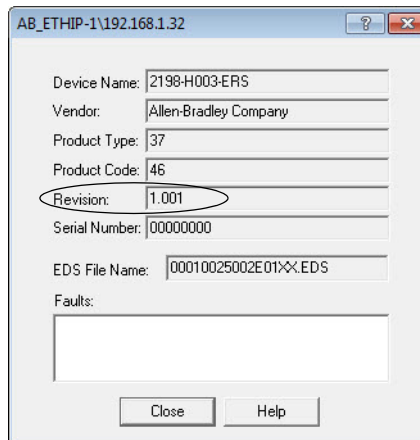 AB_ETHIP-1\192.168.1.32
Device Name: 2198-H003-ERS
Vendor: Allen-Bradley Company
Product Type: 37
Product Code: 46
Revision: 1.001
Serial Number: 00000000
EDS File Name: 00010025002E01XX.EDS
Faults:
Close Help